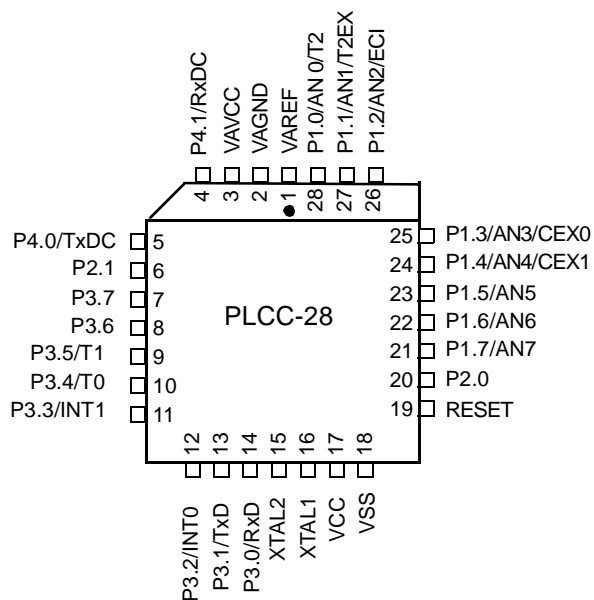 P4.1/RxDC
VAVCC
VAGND
VAREF
P1.0/AN 0/T2
P1.1/AN1/T2EX
P1.2/AN2/ECI
4
3
2
1
28
27
26
P4.0/TxDC 5
P2.1 6
P3.7 7
P3.6 8
P3.5/T1 9
P3.4/T0 10
P3.3/INT1 11
PLCC-28
25 P1.3/AN3/CEX0
24 P1.4/AN4/CEX1
23 P1.5/AN5
22 P1.6/AN6
21 P1.7/AN7
20 P2.0
19 RESET
12
13
14
15
16
17
18
P3.2/INT0
P3.1/TxD
P3.0/RxD
XTAL2
XTAL1
VCC
VSS